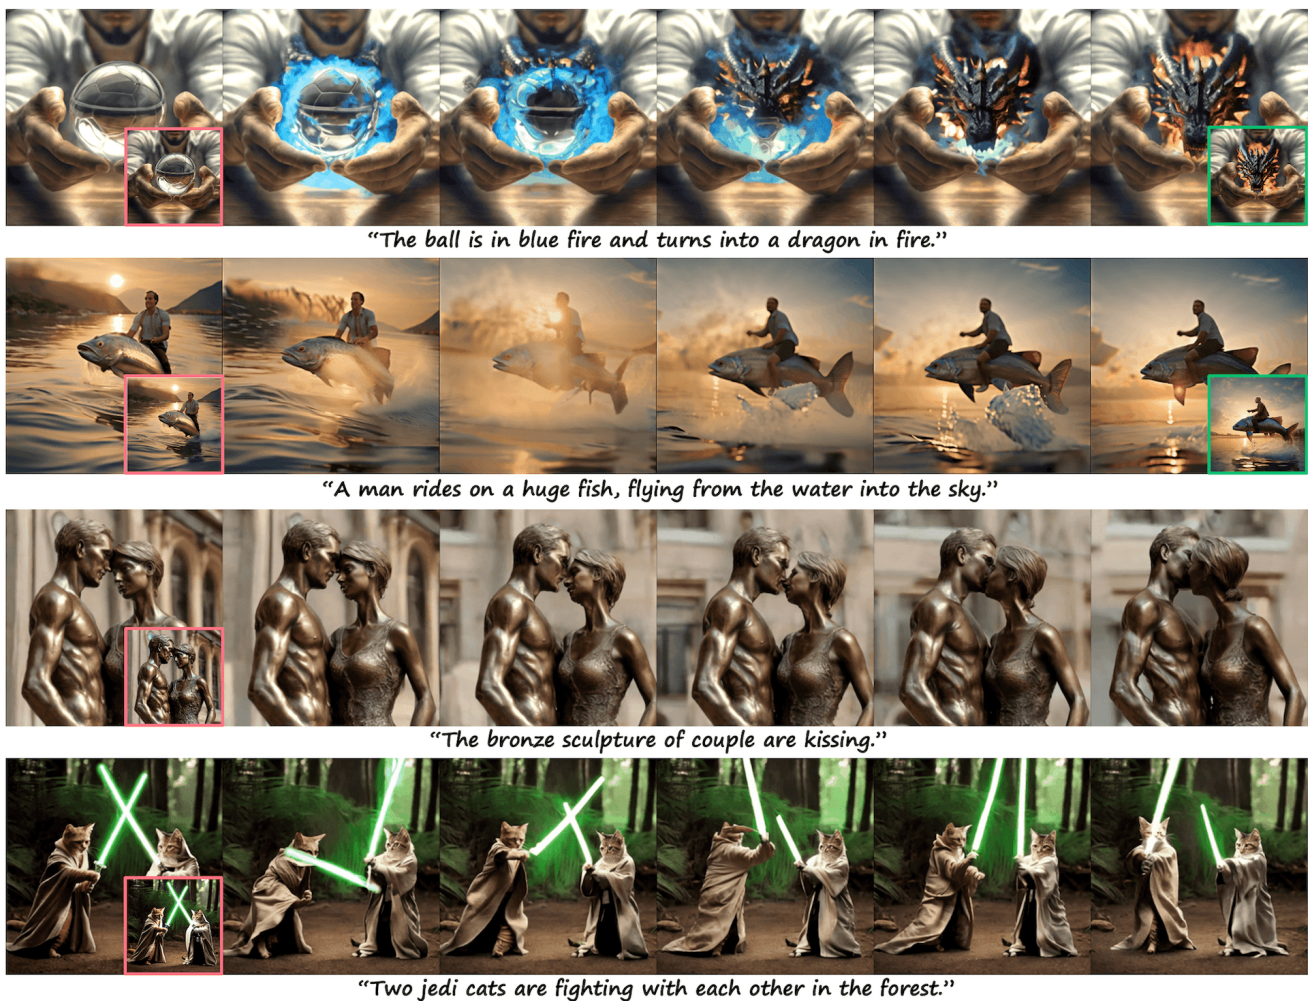 “The ball is in blue fire and turns into a dragon in fire.”
“A man rides on a huge fish, flying from the water into the sky.”
“The bronze sculpture of couple are kissing.”
“Two jedi cats are fighting with each other in the forest.”